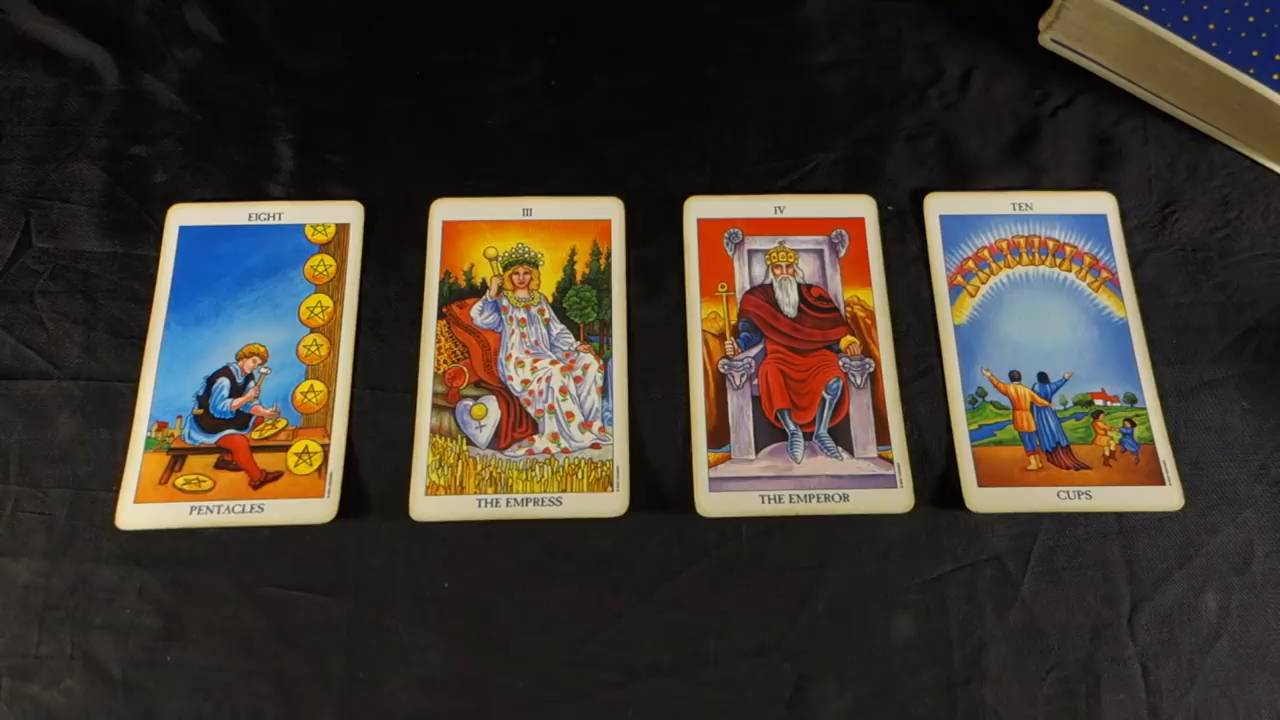 EIGHT
PENTACLES
III
THE EMPRESS
IV
THE EMPEROR
TEN
CUPS